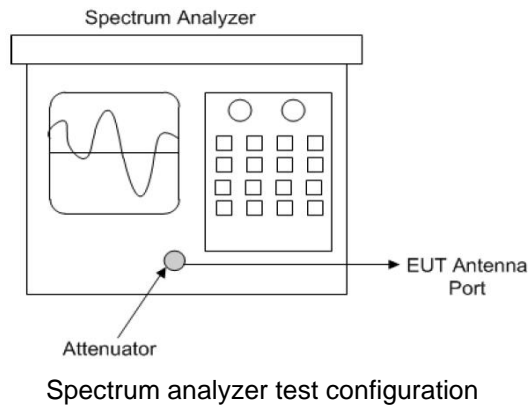 Spectrum Analyzer
EUT Antenna
Port
Attenuator
Spectrum analyzer test configuration